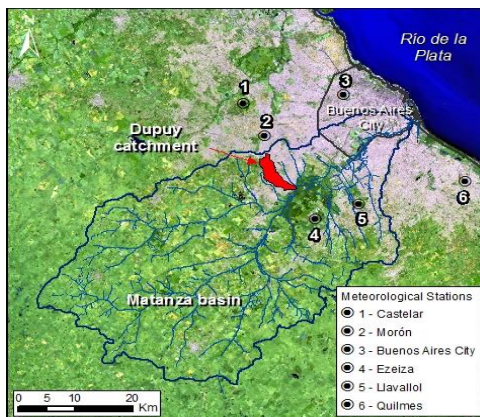 Río de la
Plata
1
3
Buenos Aires
City
2
Dupuy
catchment
6
5
4
Matanza basin
Meteorological Stations
1 - Castelar
2 - Morón
3 - Buenos Aires City
4 - Ezeiza
5 - Llavallol
6 - Quilmes
0 5 10 20
Km